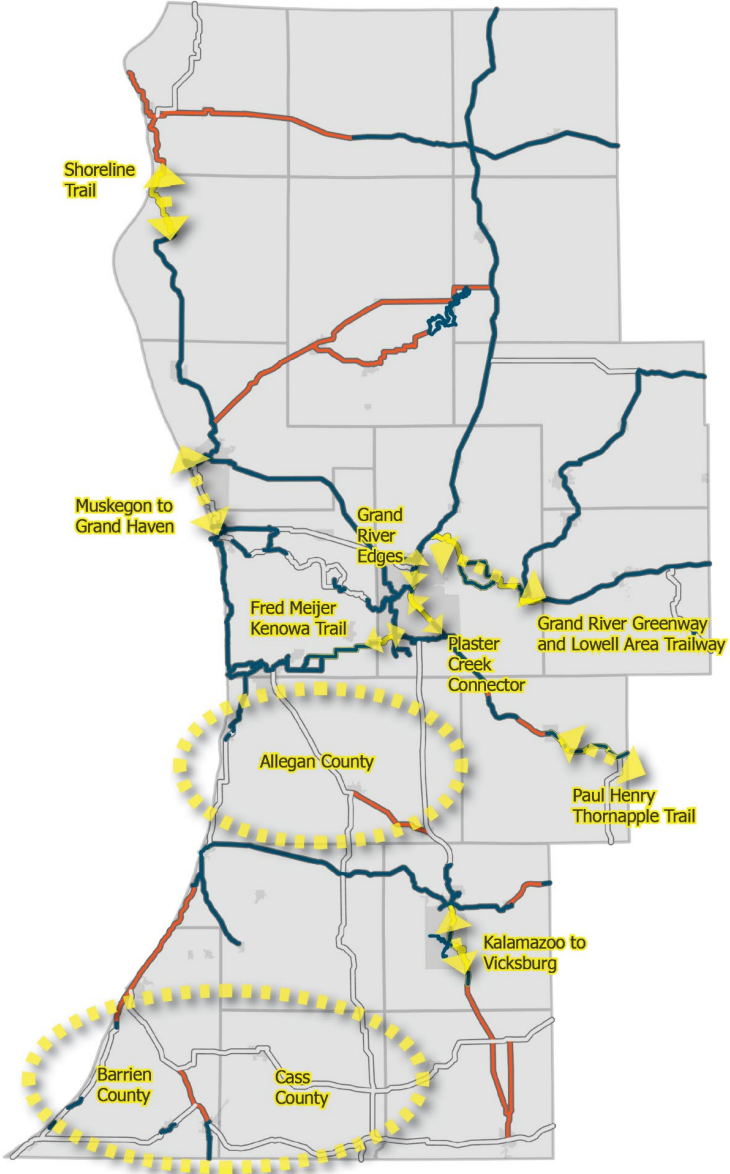 Shoreline
Trail
Muskegon to
Grand Haven
Grand
River
Edges
Fred Meijer
Kenowa Trail
Grand River Greenway
and Lowell Area Trailway
Plaster
Creek
Connector
Allegan County
Paul Henry
Thornapple Trail
Kalamazoo to
Vicksburg
Barrien
County
Cass
County